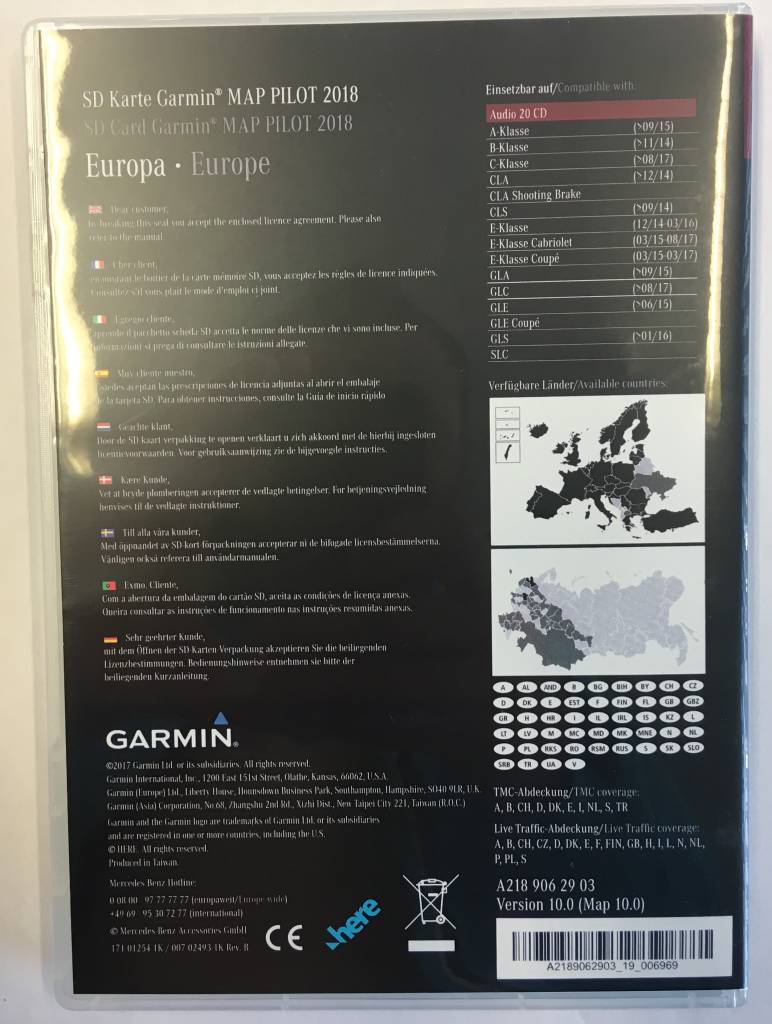 SD Karte Garmin® MAP PILOT 2018
SD Card Garmin® MAP PILOT 2018
Europa · Europe
Dear customer,
by breaking this seal you accept the enclosed licence agreement. Please also
refer to the manual.
Cher client,
en ouvrant le boîtier de la carte mémoire SD, vous acceptez les règles de licence indiquées.
Consultez s'il vous plaît le mode d'emploi ci joint.
Egregio cliente,
aprendo il pacchetto scheda SD accetta le norme delle licenze che vi sono incluse. Per
informazioni si prega di consultare le istruzioni allegate.
Muy cliente nuestro,
Ustedes aceptan las prescripciones de licencia adjuntas al abrir el embalaje
de la tarjeta SD. Para obtener instrucciones, consulte la Guía de inicio rápido
Geachte klant,
Door de SD kaart verpakking te openen verklaart u zich akkoord met de hierbij ingesloten
licentievoorwaarden. Voor gebruiksaanwijzing zie de bijgevoegde instructies.
Kære Kunde,
Ved at bryde plomberingen accepterer de vedlagte betingelser. For betjeningsvejledning
henvises til de vedlagte instruktioner.
Till alla våra kunder,
Med öppnandet av SD-kort förpackningen accepterar ni de bifogade licensbestämmelserna.
Vänligen också referera till användarmanualen.
Exmo. Cliente,
Com a abertura da embalagem do cartão SD, aceita as condições de licença anexas.
Queira consultar as instruções de funcionamento nas instruções resumidas anexas.
Sehr geehrter Kunde,
mit dem Öffnen der SD-Karten-Verpackung akzeptieren Sie die beiliegenden
Lizenzbestimmungen. Bedienungshinweise entnehmen sie bitte der
beiliegenden Kurzanleitung.
GARMIN®
©2017 Garmin Ltd. or its subsidiaries. All rights reserved.
Garmin International, Inc., 1200 East 151st Street, Olathe, Kansas, 66062, U.S.A.
Garmin (Europe) Ltd., Liberty House, Hounsdown Business Park, Southampton, Hampshire, SO40 9LR, U.K.
Garmin (Asia) Corporation, No 68, Zhangshu 2nd Rd., Xizhi Dist., New Taipei City 221, Taiwan (R.O.C.)
Garmin and the Garmin logo are trademarks of Garmin Ltd. or its subsidiaries
and are registered in one or more countries, including the U.S.
© HERE. All rights reserved.
Produced in Taiwan.
Mercedes-Benz Hotline:
0 08 00 97 77 77 77 (europaweit/Europe-wide)
+49 69 95 30 72 77 (international)
© Mercedes-Benz Accessories GmbH
171 01254 1K / 007 02493 1K Rev. B
CE
here
Einsetzbar auf/Compatible with:
Audio 20 CD
A-Klasse (>09/15)
B-Klasse (>11/14)
C-Klasse (>08/17)
CLA (>12/14)
CLA Shooting Brake
CLS (>09/14)
E-Klasse (12/14-03/16)
E-Klasse Cabriolet (03/15-08/17)
E-Klasse Coupé (03/15-03/17)
GLA (>09/15)
GLC (>08/17)
GLE (>06/15)
GLE Coupé
GLS (>01/16)
SLC
Verfügbare Länder/Available countries:
A AL AND B BG BIH BY CH CZ
D DK E EST F FIN FL GB GBZ
GR H HR I IL IRL IS KZ L
LT LV M MC MD MK MNE N NL
P PL RKS RO RSM RUS S SK SLO
SRB TR UA V
TMC-Abdeckung/TMC coverage:
A, B, CH, D, DK, E, I, NL, S, TR
Live Traffic-Abdeckung/Live Traffic coverage:
A, B, CH, CZ, D, DK, E, F, FIN, GB, H, I, L, N, NL,
P, PL, S
A218 906 29 03
Version 10.0 (Map 10.0)
A2189062903_19_006969